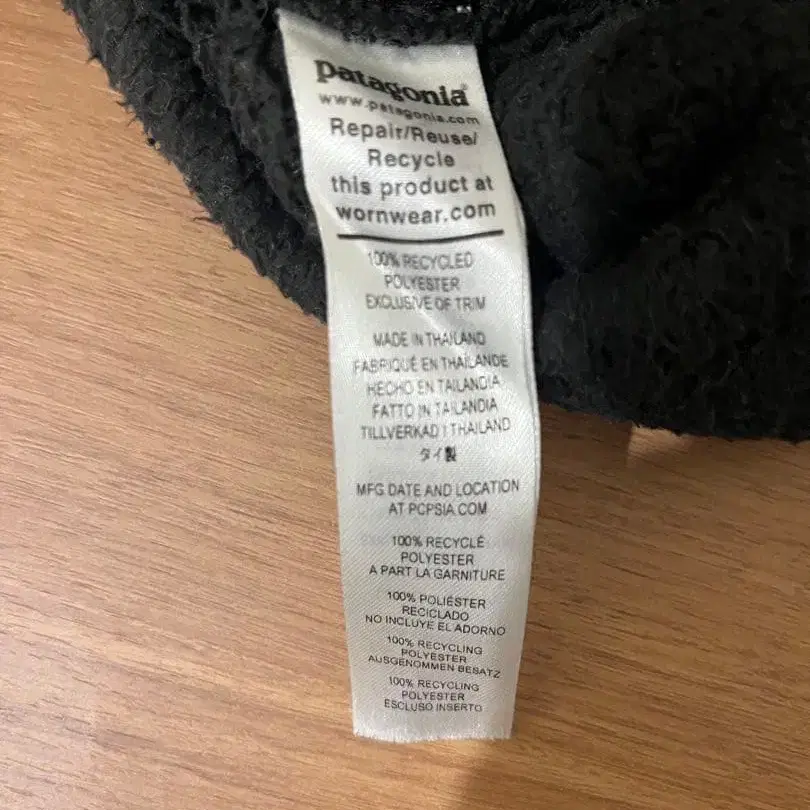 patagonia®
www.patagonia.com
Repair/Reuse/
Recycle
this product at
wornwear.com
100% RECYCLED
POLYESTER
EXCLUSIVE OF TRIM
MADE IN THAILAND
FABRIQUÉ EN THAÏLANDE
HECHO EN TAILANDIA
FATTO IN TAILANDIA
TILLVERKAD I THAILAND
タイ製
MFG DATE AND LOCATION
AT PCPSIA.COM
100% RECYCLÉ
POLYESTER
A PART LA GARNITURE
100% POLIÉSTER
RECICLADO
NO INCLUYE EL ADORNO
100% RECYCLING
POLYESTER
AUSGENOMMEN BESATZ
100% RECYCLING
POLYESTER
ESCLUSO INSERTO